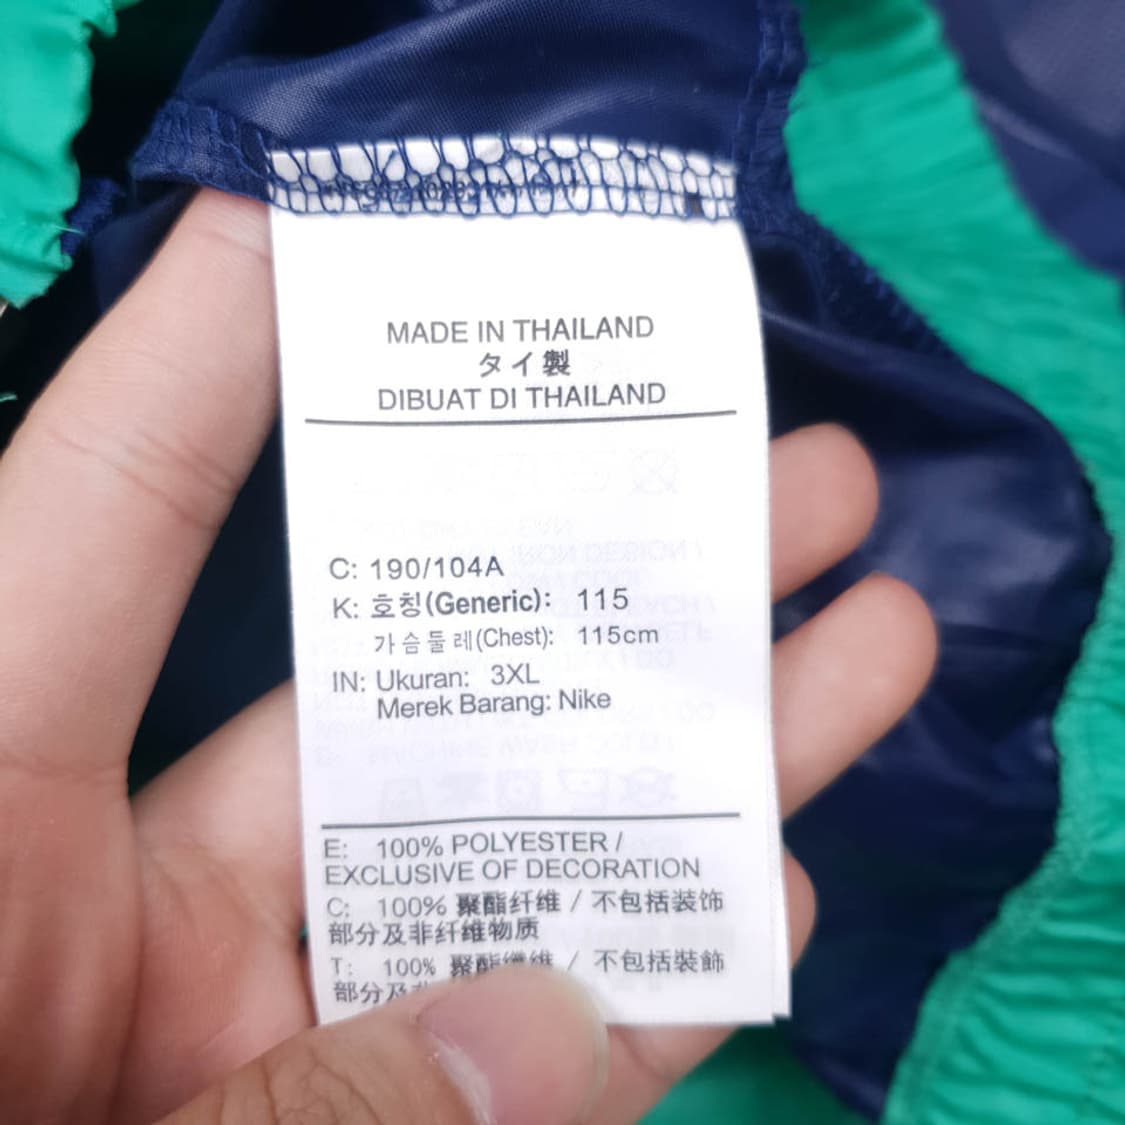 MADE IN THAILAND
タイ製
DIBUAT DI THAILAND
C: 190/104A
K: 호칭(Generic): 115
가슴둘레(Chest): 115cm
IN: Ukuran: 3XL
Merek Barang: Nike
E: 100% POLYESTER /
EXCLUSIVE OF DECORATION
C: 100% 聚酯纤维 / 不包括装饰
部分及非纤维物质
T: 100% 聚酯纖維 / 不包括裝飾
部分及